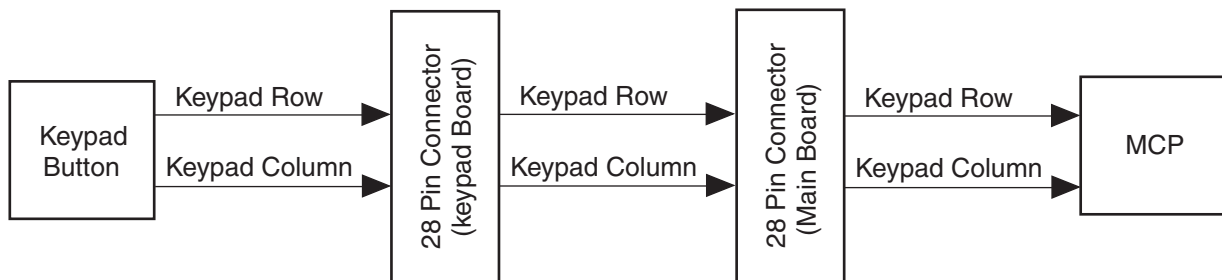 Keypad
Button
Keypad Row
Keypad Column
28 Pin Connector
(keypad Board)
Keypad Row
Keypad Column
28 Pin Connector
(Main Board)
Keypad Row
Keypad Column
MCP